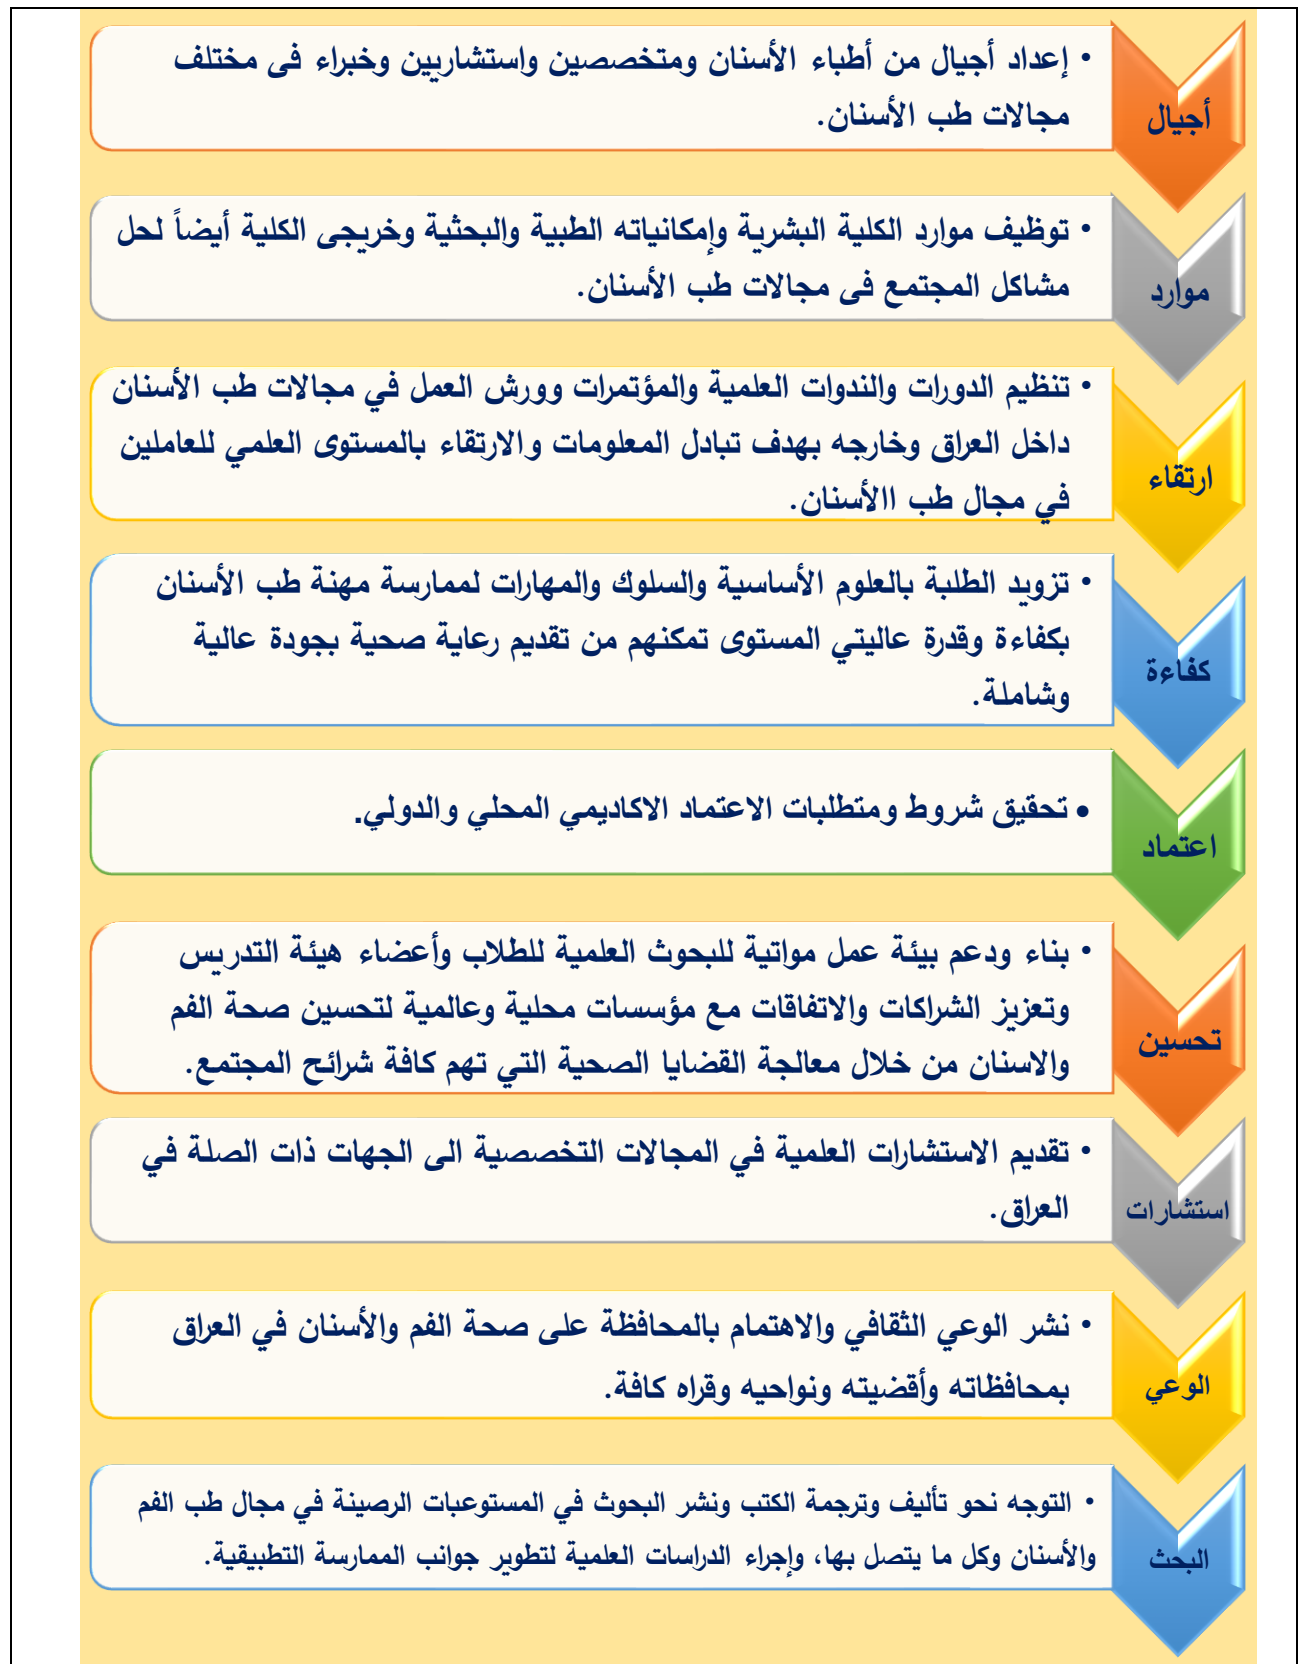 أجيال
• إعداد أجيال من أطباء الأسنان ومتخصصين واستشاريين وخبراء فى مختلف
مجالات طب الأسنان.
موارد
• توظيف موارد الكلية البشرية وإمكانياته الطبية والبحثية وخريجى الكلية أيضاً لحل
مشاكل المجتمع فى مجالات طب الأسنان.
ارتقاء
• تنظيم الدورات والندوات العلمية والمؤتمرات وورش العمل في مجالات طب الأسنان
داخل العراق وخارجه بهدف تبادل المعلومات والارتقاء بالمستوى العلمي للعاملين
في مجال طب االأسنان.
كفاءة
• تزويد الطلبة بالعلوم الأساسية والسلوك والمهارات لممارسة مهنة طب الأسنان
بكفاءة وقدرة عاليتي المستوى تمكنهم من تقديم رعاية صحية بجودة عالية
وشاملة.
اعتماد
• تحقيق شروط ومتطلبات الاعتماد الاكاديمي المحلي والدولي.
تحسين
• بناء ودعم بيئة عمل مواتية للبحوث العلمية للطلاب وأعضاء هيئة التدريس
وتعزيز الشراكات والاتفاقات مع مؤسسات محلية وعالمية لتحسين صحة الفم
والاسنان من خلال معالجة القضايا الصحية التي تهم كافة شرائح المجتمع.
استشارات
• تقديم الاستشارات العلمية في المجالات التخصصية الى الجهات ذات الصلة في
العراق.
الوعي
• نشر الوعي الثقافي والاهتمام بالمحافظة على صحة الفم والأسنان في العراق
بمحافظاته وأقضيته ونواحيه وقراه كافة.
البحث
• التوجه نحو تأليف وترجمة الكتب ونشر البحوث في المستوعبات الرصينة في مجال طب الفم
والأسنان وكل ما يتصل بها، وإجراء الدراسات العلمية لتطوير جوانب الممارسة التطبيقية.